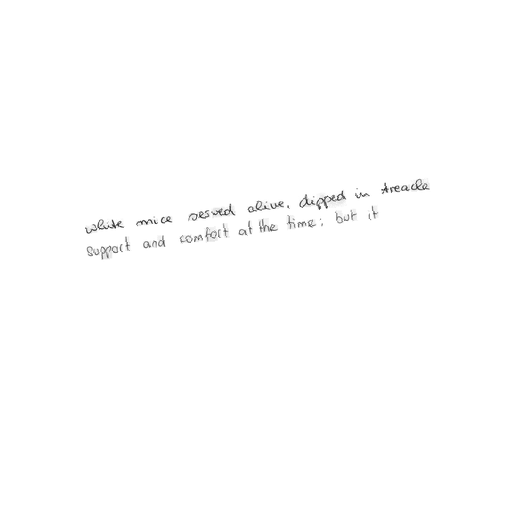 white mice served alive, dipped in treacle
support and comfort at the time; but it